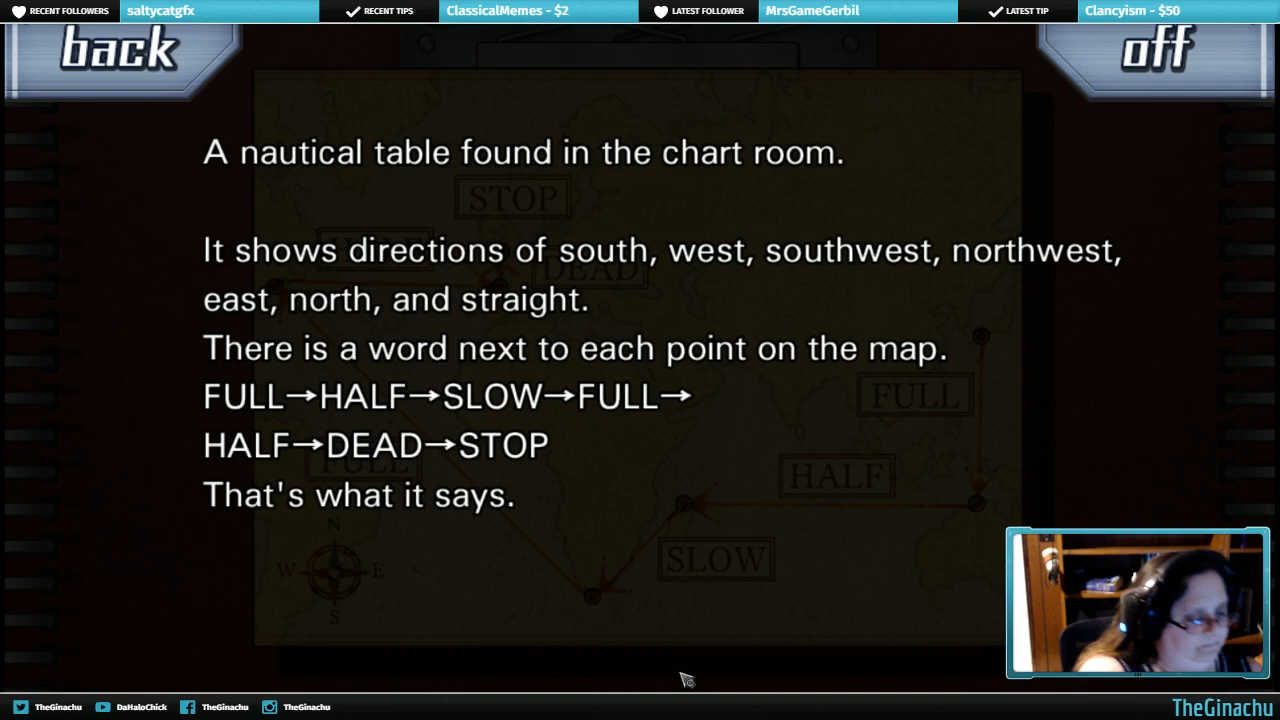 RECENT FOLLOWERS saltycatgfx RECENT TIPS ClassicalMemes - $2 LATEST FOLLOWER MrsGameGerbil LATEST TIP Clancyism - $50
back off
A nautical table found in the chart room.
STOP
It shows directions of south, west, southwest, northwest,
DEAD
east, north, and straight.
There is a word next to each point on the map.
FULL→HALF→SLOW→FULL→
FULL
HALF→DEAD→STOP
FULL
HALF
That's what it says.
N
SLOW
W E
S
TheGinachu DaHaloChick TheGinachu TheGinachu TheGinachu